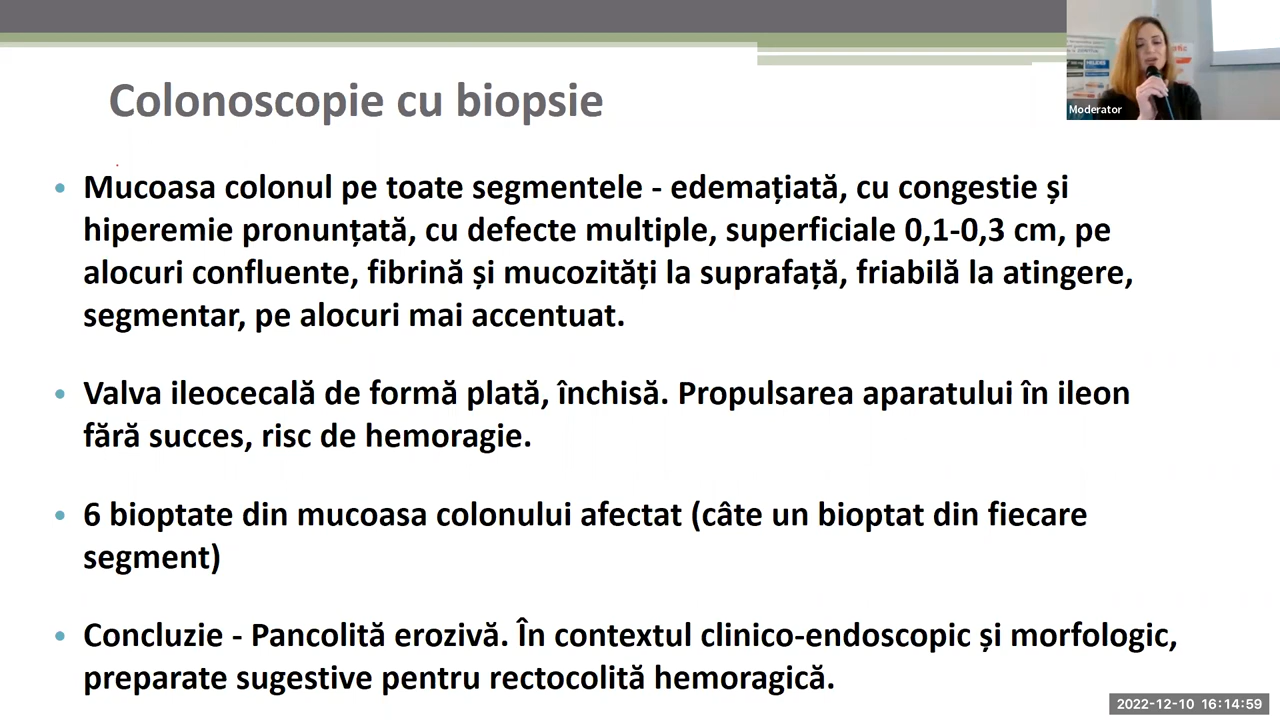 Colonoscopie cu biopsie
Moderator
• Mucoasa colonul pe toate segmentele - edemațiată, cu congestie și
hiperemie pronunțată, cu defecte multiple, superficiale 0,1-0,3 cm, pe
alocuri confluente, fibrină și mucozități la suprafață, friabilă la atingere,
segmentar, pe alocuri mai accentuat.
• Valva ileocecală de formă plată, închisă. Propulsarea aparatului în ileon
fără succes, risc de hemoragie.
• 6 bioptate din mucoasa colonului afectat (câte un bioptat din fiecare
segment)
• Concluzie - Pancolită erozivă. În contextul clinico-endoscopic și morfologic,
preparate sugestive pentru rectocolită hemoragică.
2022-12-10 16:14:59